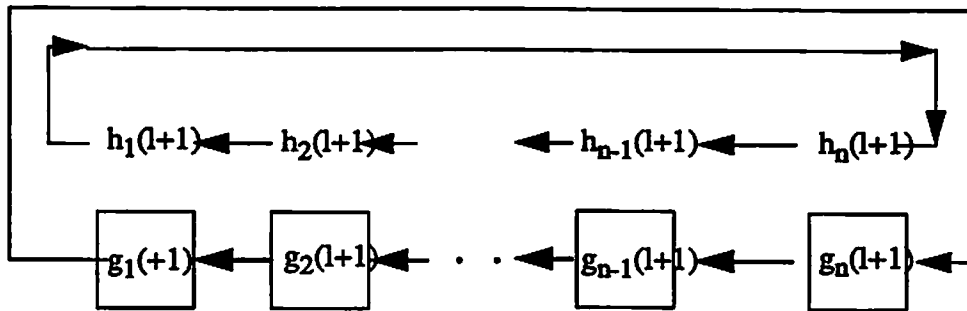 h₁(l+1) h₂(l+1) hₙ₋₁(l+1) hₙ(l+1)
g₁(+1) g₂(l+1) . . gₙ₋₁(l+1) gₙ(l+1)